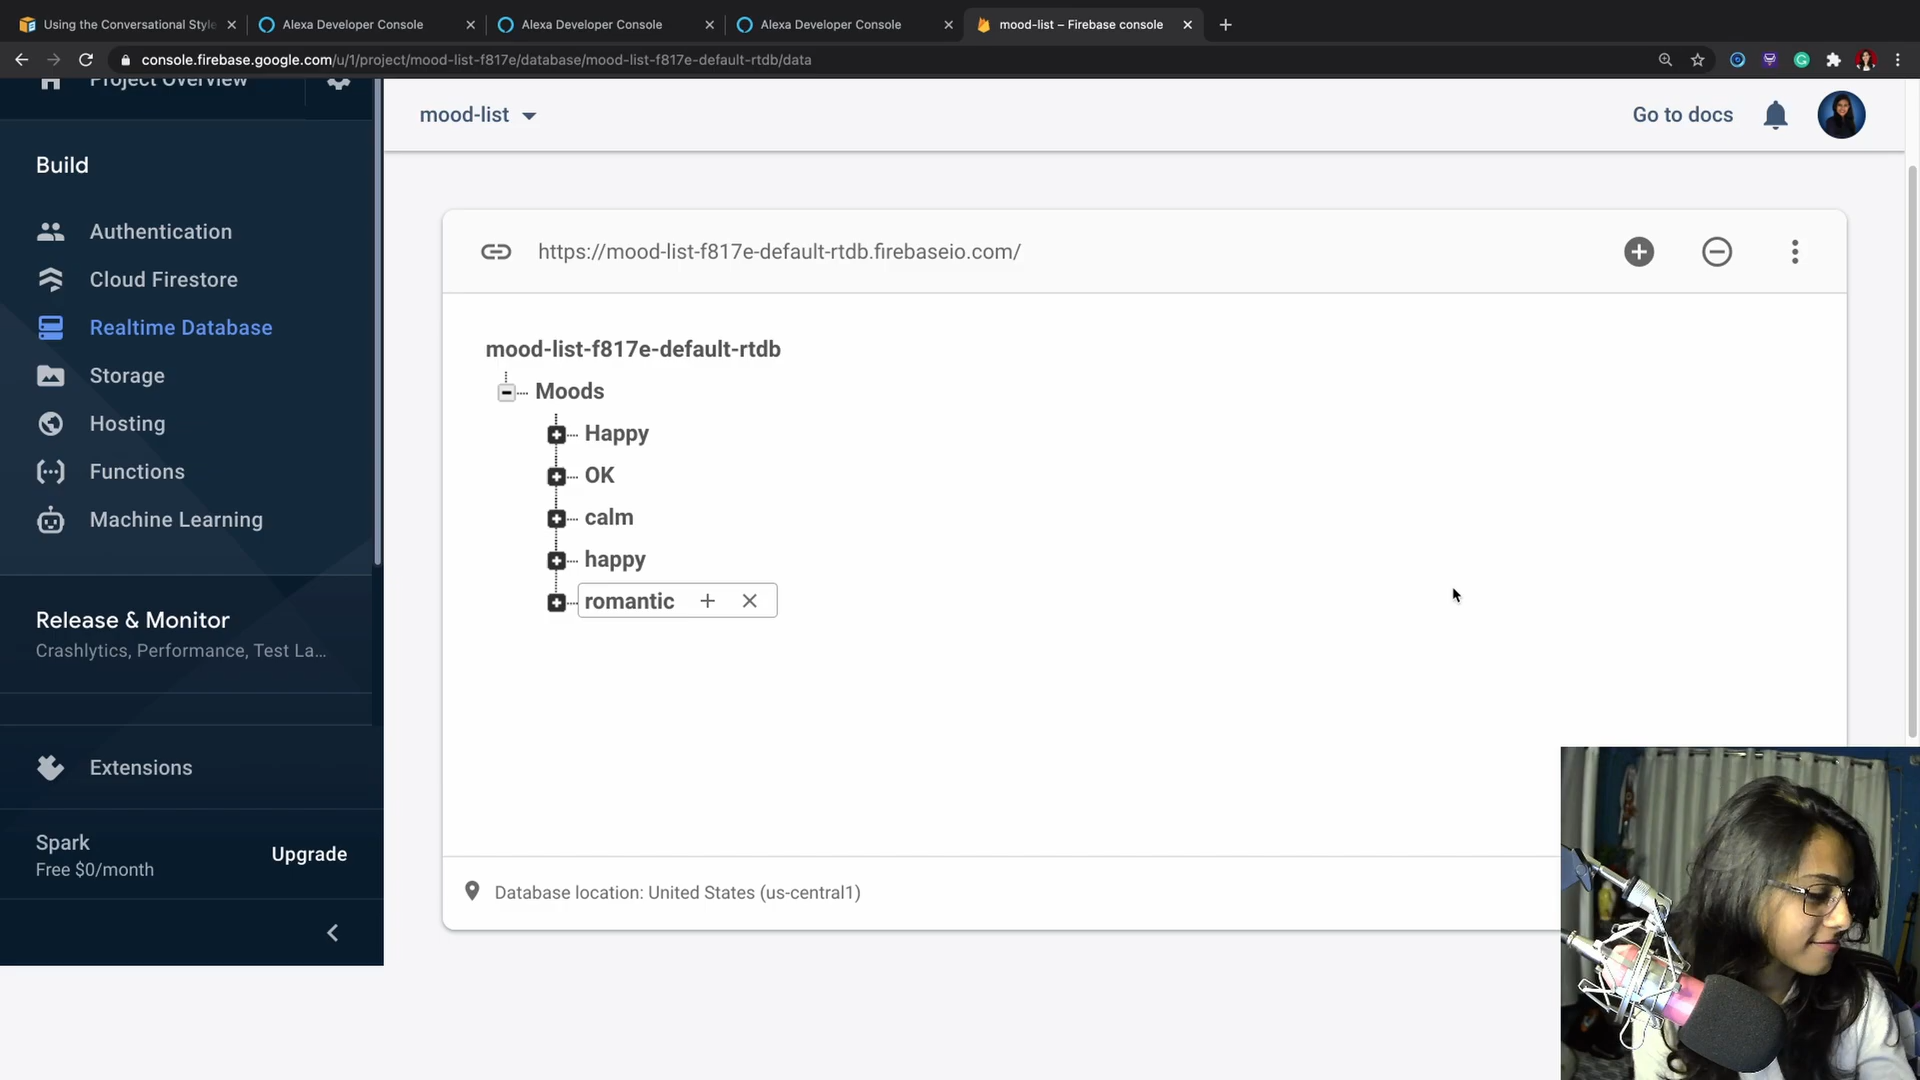 Using the Conversational Style
Alexa Developer Console
Alexa Developer Console
Alexa Developer Console
mood-list – Firebase console
console.firebase.google.com/u/1/project/mood-list-f817e/database/mood-list-f817e-default-rtdb/data
Project Overview
mood-list
Go to docs
Build
Authentication
Cloud Firestore
Realtime Database
Storage
Hosting
Functions
Machine Learning
Release & Monitor
Crashlytics, Performance, Test La...
Extensions
Spark
Free $0/month
Upgrade
https://mood-list-f817e-default-rtdb.firebaseio.com/
mood-list-f817e-default-rtdb
Moods
Happy
OK
calm
happy
romantic
Database location: United States (us-central1)